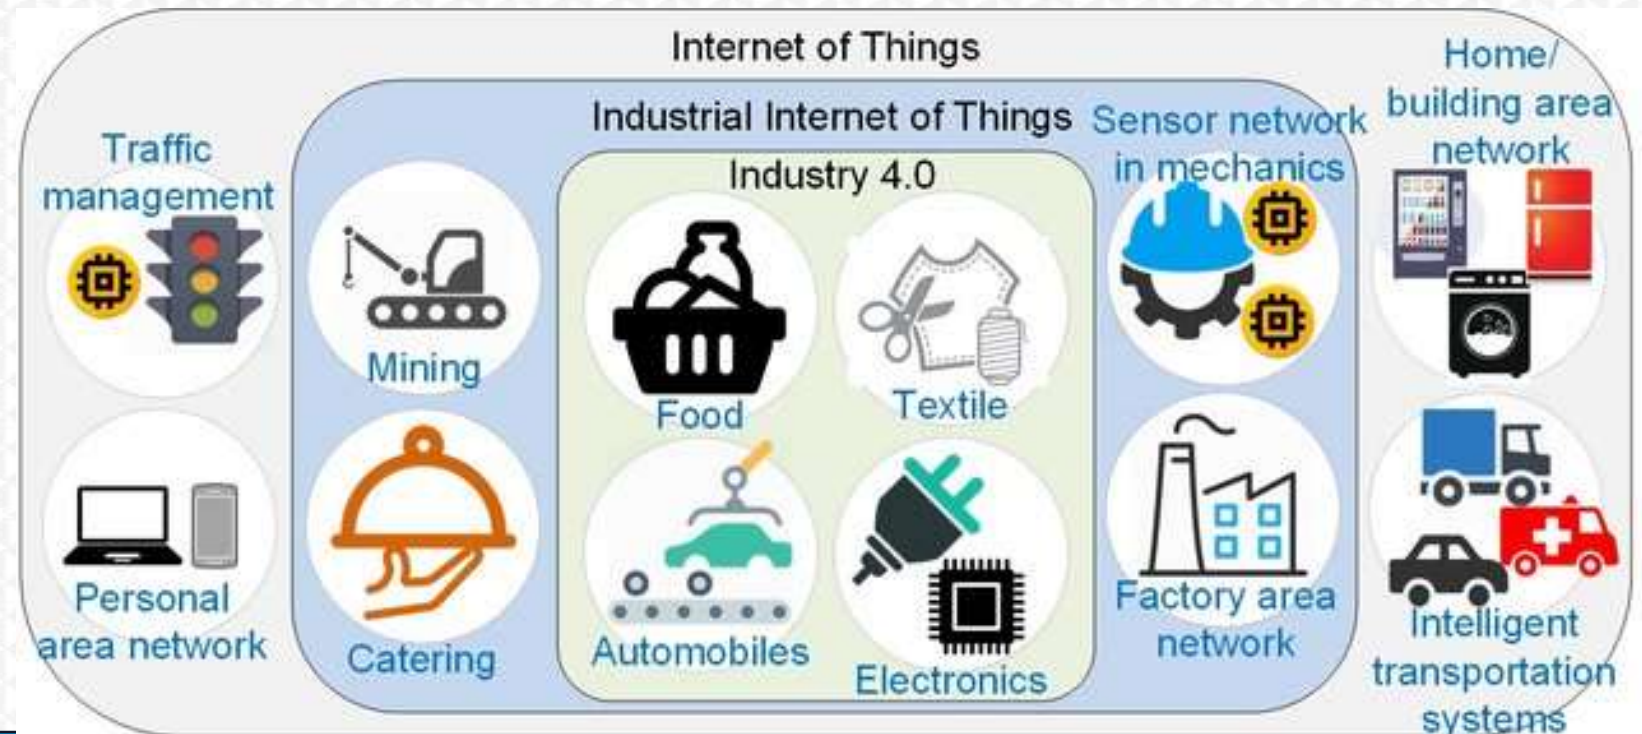 Internet of Things
Industrial Internet of Things
Industry 4.0
Traffic
management
Personal
area network
Mining
Catering
Food
Textile
Automobiles
Electronics
Sensor network
in mechanics
Factory area
network
Home/
building area
network
Intelligent
transportation
systems